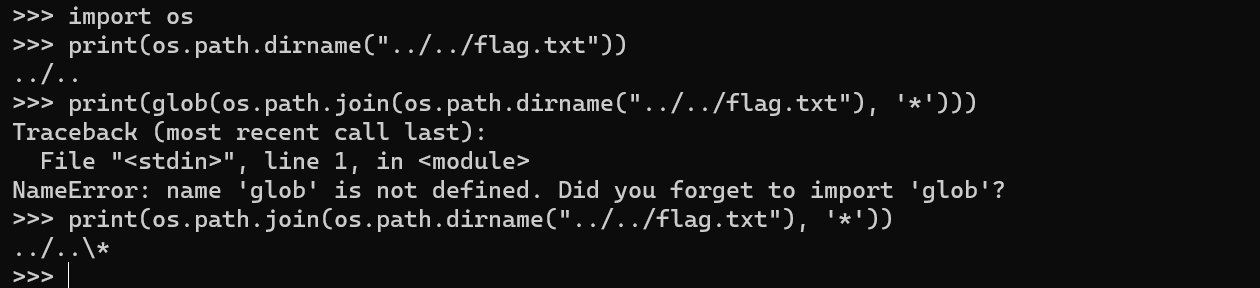 >>> import os
>>> print(os.path.dirname("../../flag.txt"))
../..
>>> print(glob(os.path.join(os.path.dirname("../../flag.txt"), '*')))
Traceback (most recent call last):
  File "<stdin>", line 1, in <module>
NameError: name 'glob' is not defined. Did you forget to import 'glob'?
>>> print(os.path.join(os.path.dirname("../../flag.txt"), '*'))
../..\*
>>>